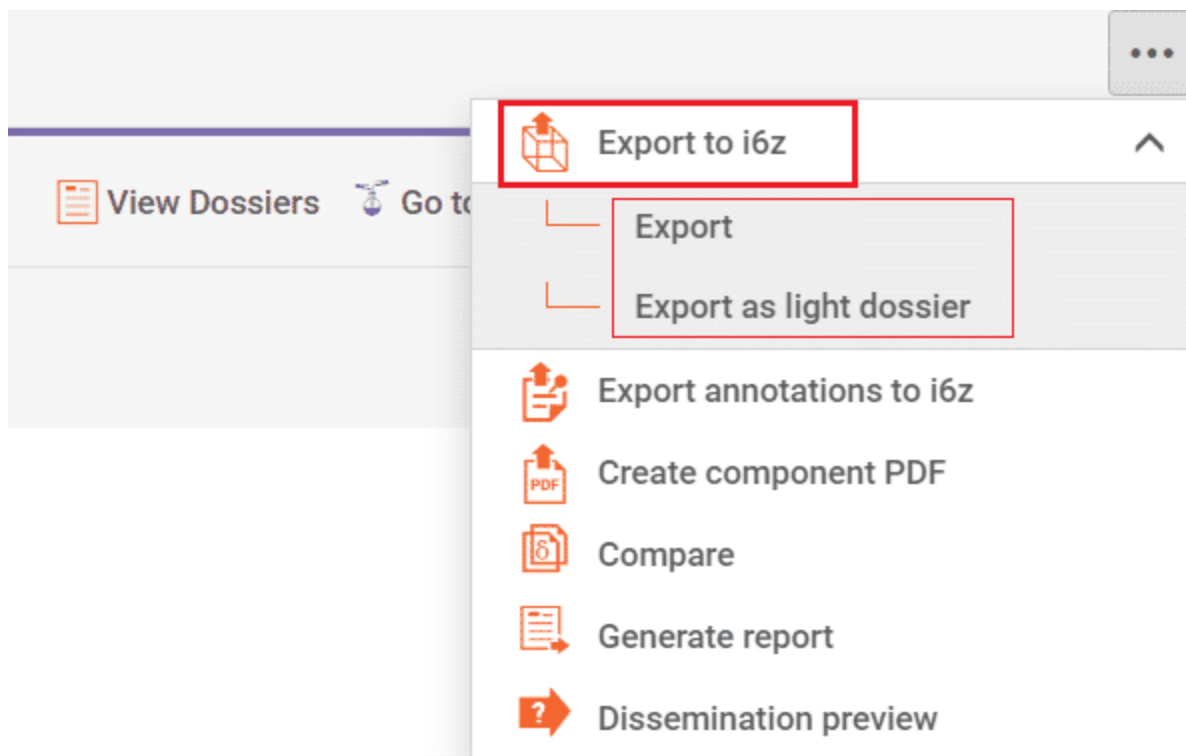 •••
Export to i6z
View Dossiers Go to
Export
Export as light dossier
Export annotations to i6z
PDF
Create component PDF
δ
Compare
Generate report
?
Dissemination preview